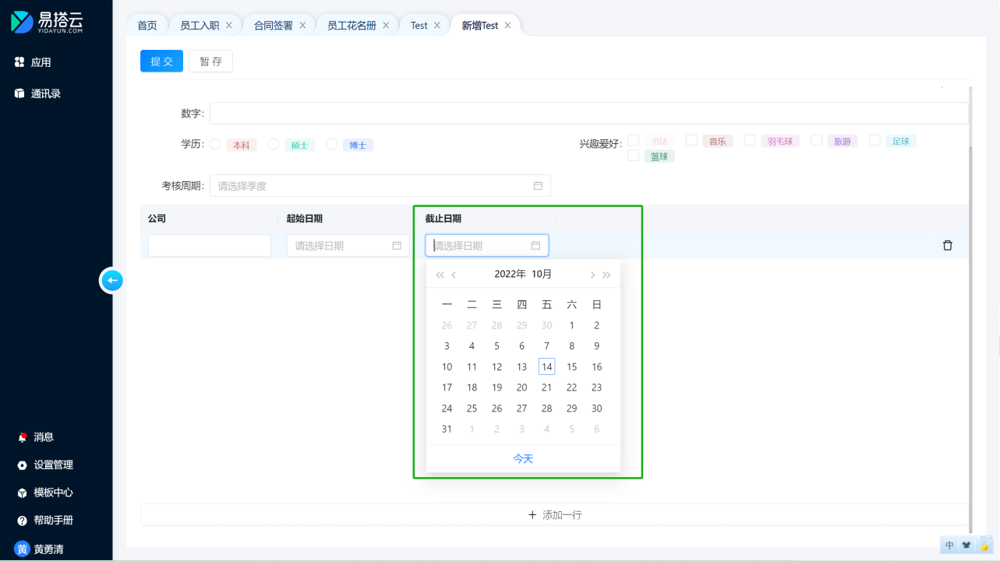 易搭云
YIDAYUN.COM
应用
通讯录
消息
设置管理
模板中心
帮助手册
黄 黄勇清
首页 员工入职 合同签署 员工花名册 Test 新增Test
提 交 暂 存
数字:
学历: 本科 硕士 博士 兴趣爱好: 书法 音乐 羽毛球 旅游 足球
篮球
考核周期: 请选择季度
公司 起始日期 截止日期
请选择日期 请选择日期
2022年 10月
一 二 三 四 五 六 日
26 27 28 29 30 1 2
3 4 5 6 7 8 9
10 11 12 13 14 15 16
17 18 19 20 21 22 23
24 25 26 27 28 29 30
31 1 2 3 4 5 6
今天
添加一行
中